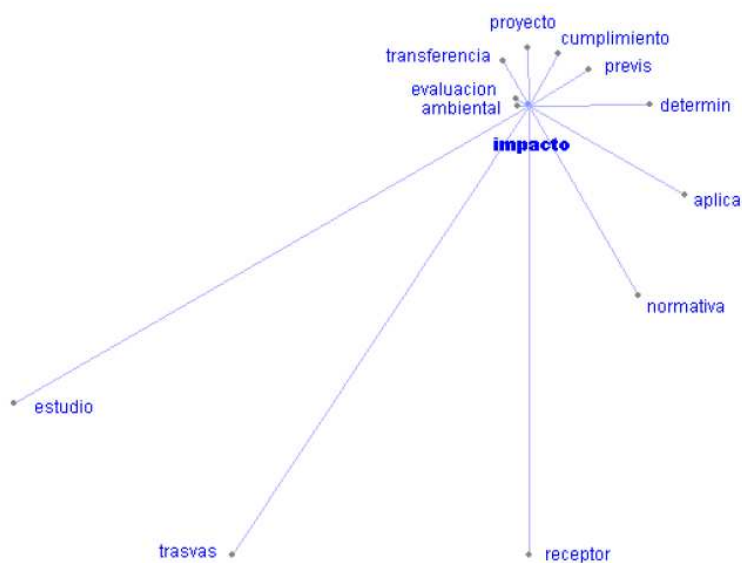 proyecto
cumplimiento
transferencia
previs
evaluacion
ambiental
determin
impacto
aplica
normativa
estudio
trasvas
receptor